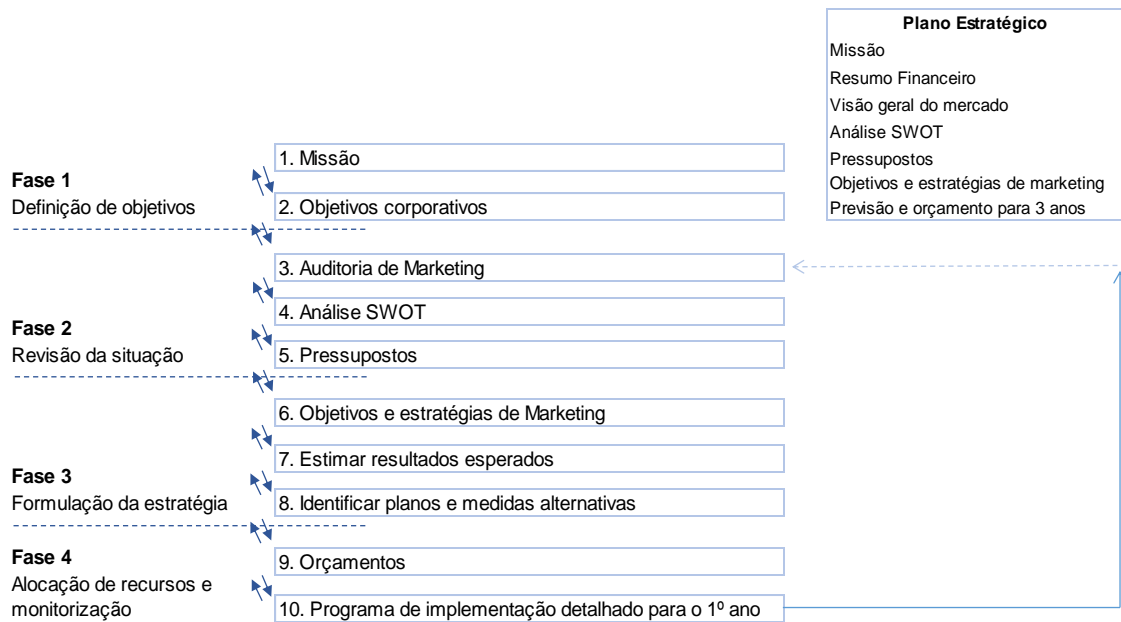 Plano Estratégico
Missão
Resumo Financeiro
Visão geral do mercado
Análise SWOT
Pressupostos
Objetivos e estratégias de marketing
Previsão e orçamento para 3 anos
Fase 1
Definição de objetivos
1. Missão
2. Objetivos corporativos
Fase 2
Revisão da situação
3. Auditoria de Marketing
4. Análise SWOT
5. Pressupostos
Fase 3
Formulação da estratégia
6. Objetivos e estratégias de Marketing
7. Estimar resultados esperados
8. Identificar planos e medidas alternativas
Fase 4
Alocação de recursos e
monitorização
9. Orçamentos
10. Programa de implementação detalhado para o 1º ano